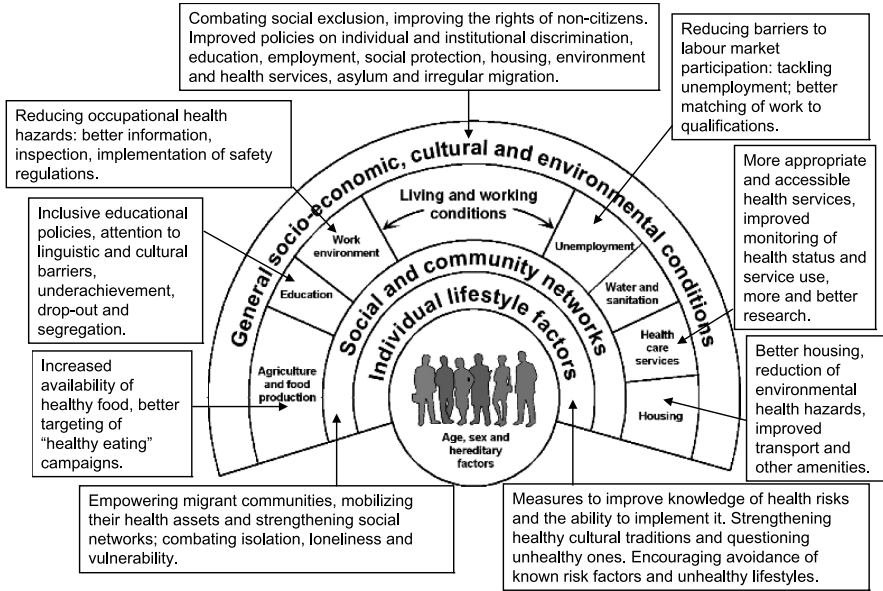 Combating social exclusion, improving the rights of non-citizens.
Improved policies on individual and institutional discrimination,
education, employment, social protection, housing, environment
and health services, asylum and irregular migration.
Reducing barriers to
labour market
participation: tackling
unemployment; better
matching of work to
qualifications.
Reducing occupational health
hazards: better information,
inspection, implementation of safety
regulations.
More appropriate
and accessible
health services,
improved
monitoring of
health status and
service use,
more and better
research.
Inclusive educational
policies, attention to
linguistic and cultural
barriers,
underachievement,
drop-out and
segregation.
Increased
availability of
healthy food, better
targeting of
“healthy eating”
campaigns.
Better housing,
reduction of
environmental
health hazards,
improved
transport and
other amenities.
General socio-economic, cultural and environmental conditions
Living and working
conditions
Work
environment
Unemployment
Education
Water and
sanitation
Agriculture and food
production
Health
care
services
Housing
Social and community networks
Individual lifestyle factors
Age, sex and
hereditary
factors
Empowering migrant communities, mobilizing
their health assets and strengthening social
networks; combating isolation, loneliness and
vulnerability.
Measures to improve knowledge of health risks
and the ability to implement it. Strengthening
healthy cultural traditions and questioning
unhealthy ones. Encouraging avoidance of
known risk factors and unhealthy lifestyles.